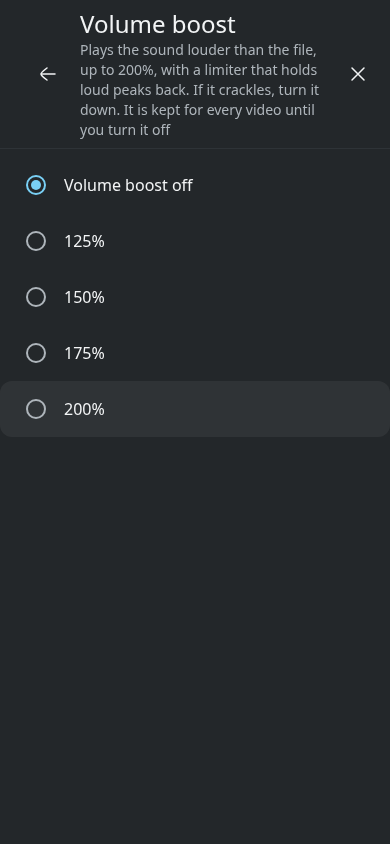 Volume boost
Plays the sound louder than the file,
up to 200%, with a limiter that holds
loud peaks back. If it crackles, turn it
down. It is kept for every video until
you turn it off
Volume boost off
125%
150%
175%
200%